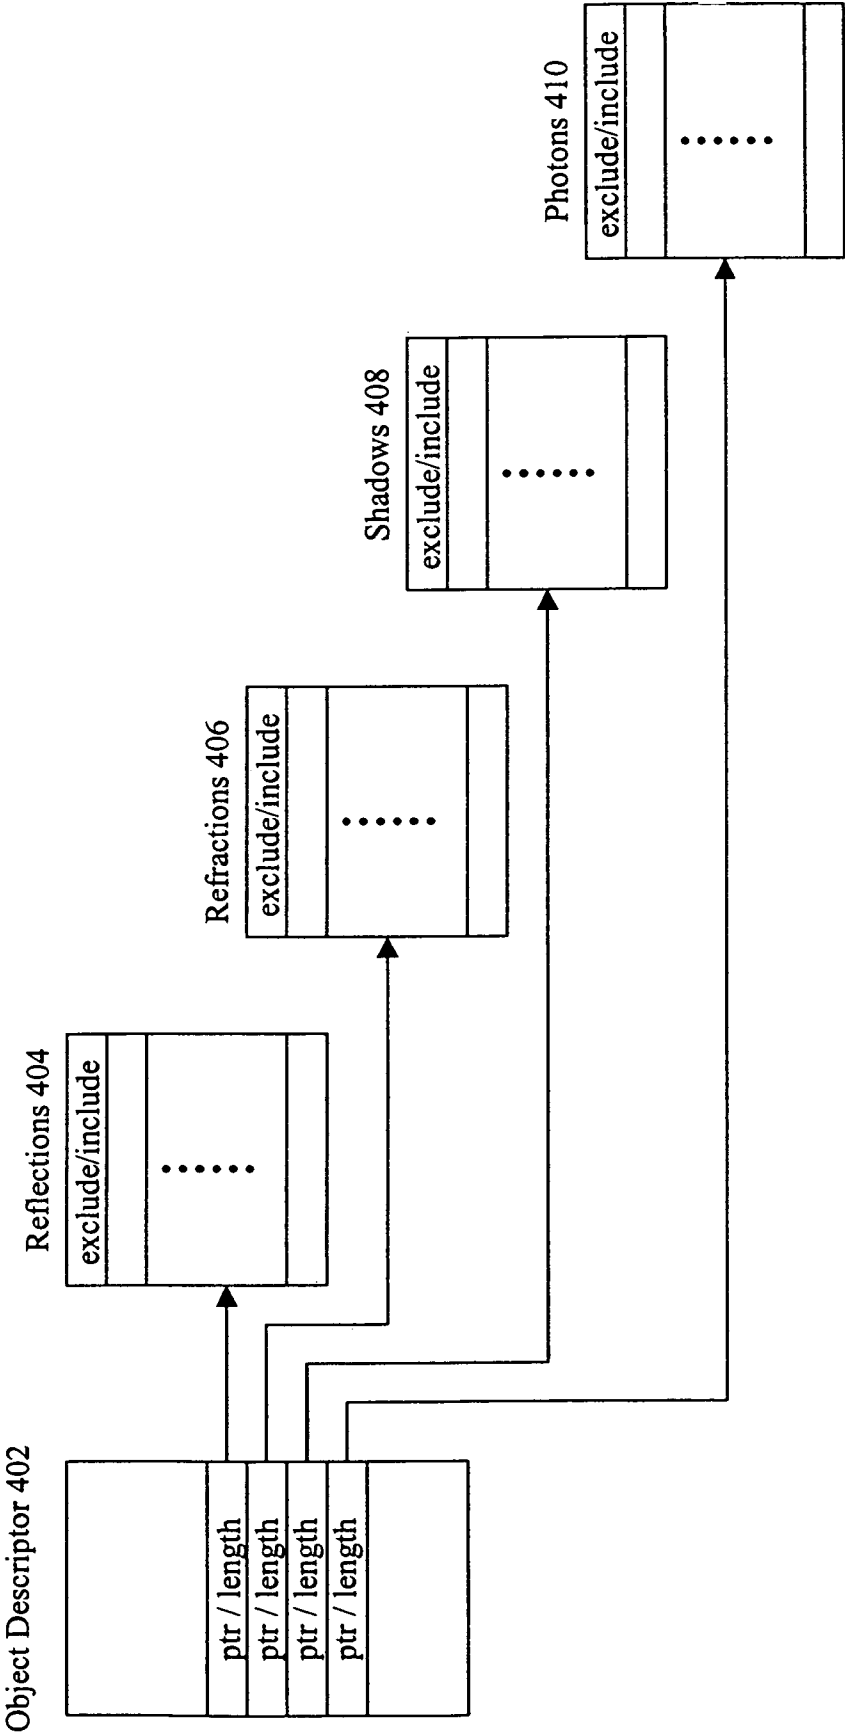 Object Descriptor 402
ptr / length
ptr / length
ptr / length
ptr / length
Reflections 404
exclude/include
Refractions 406
exclude/include
Shadows 408
exclude/include
Photons 410
exclude/include